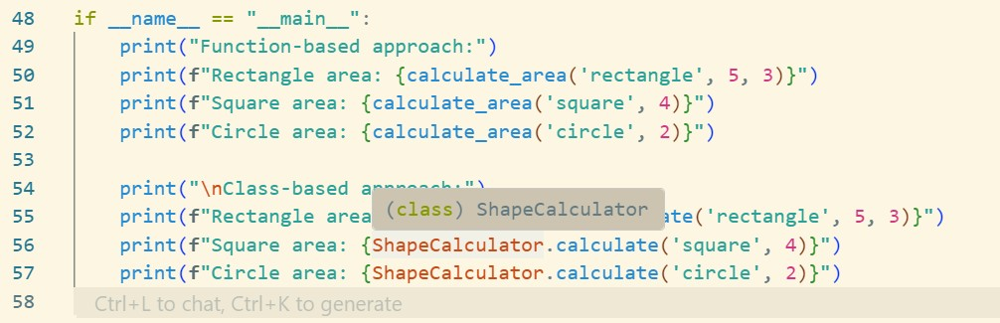 48 if __name__ == "__main__":
49 print("Function-based approach:")
50 print(f"Rectangle area: {calculate_area('rectangle', 5, 3)}")
51 print(f"Square area: {calculate_area('square', 4)}")
52 print(f"Circle area: {calculate_area('circle', 2)}")
53
54 print("\nClass-based approach:")
(class) ShapeCalculator
55 print(f"Rectangle area ate('rectangle', 5, 3)}")
56 print(f"Square area: {ShapeCalculator.calculate('square', 4)}")
57 print(f"Circle area: {ShapeCalculator.calculate('circle', 2)}")
58 Ctrl+L to chat, Ctrl+K to generate